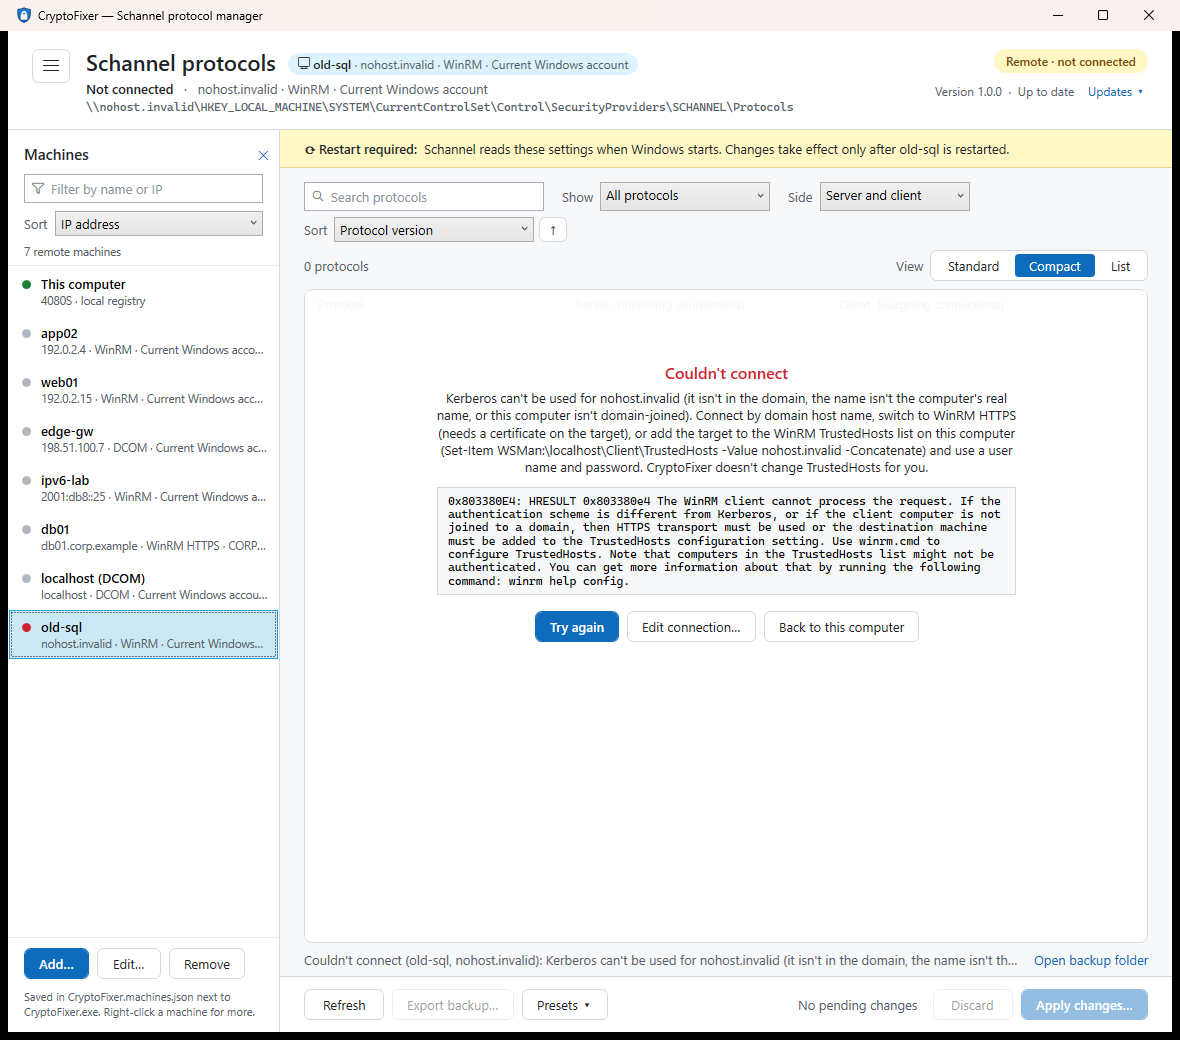 CryptoFixer — Schannel protocol manager
Schannel protocols
old-sql · nohost.invalid · WinRM · Current Windows account
Remote · not connected
Not connected · nohost.invalid · WinRM · Current Windows account
Version 1.0.0 · Up to date Updates
\\nohost.invalid\HKEY_LOCAL_MACHINE\SYSTEM\CurrentControlSet\Control\SecurityProviders\SCHANNEL\Protocols
Machines
Filter by name or IP
Sort IP address
7 remote machines
This computer
4080S · local registry
app02
192.0.2.4 · WinRM · Current Windows acco...
web01
192.0.2.15 · WinRM · Current Windows acc...
edge-gw
198.51.100.7 · DCOM · Current Windows ac...
ipv6-lab
2001:db8::25 · WinRM · Current Windows a...
db01
db01.corp.example · WinRM HTTPS · CORP...
localhost (DCOM)
localhost · DCOM · Current Windows accou...
old-sql
nohost.invalid · WinRM · Current Windows...
Add... Edit... Remove
Saved in CryptoFixer.machines.json next to
CryptoFixer.exe. Right-click a machine for more.
Restart required: Schannel reads these settings when Windows starts. Changes take effect only after old-sql is restarted.
Search protocols Show All protocols Side Server and client
Sort Protocol version ↑
0 protocols View Standard Compact List
Protocol Server (incoming connections) Client (outgoing connections)
Couldn't connect
Kerberos can't be used for nohost.invalid (it isn't in the domain, the name isn't the computer's real
name, or this computer isn't domain-joined). Connect by domain host name, switch to WinRM HTTPS
(needs a certificate on the target), or add the target to the WinRM TrustedHosts list on this computer
(Set-Item WSMan:\localhost\Client\TrustedHosts -Value nohost.invalid -Concatenate) and use a user
name and password. CryptoFixer doesn't change TrustedHosts for you.
0x803380E4: HRESULT 0x803380e4 The WinRM client cannot process the request. If the
authentication scheme is different from Kerberos, or if the client computer is not
joined to a domain, then HTTPS transport must be used or the destination machine
must be added to the TrustedHosts configuration setting. Use winrm.cmd to
configure TrustedHosts. Note that computers in the TrustedHosts list might not be
authenticated. You can get more information about that by running the following
command: winrm help config.
Try again Edit connection... Back to this computer
Couldn't connect (old-sql, nohost.invalid): Kerberos can't be used for nohost.invalid (it isn't in the domain, the name isn't th... Open backup folder
Refresh Export backup... Presets No pending changes Discard Apply changes...